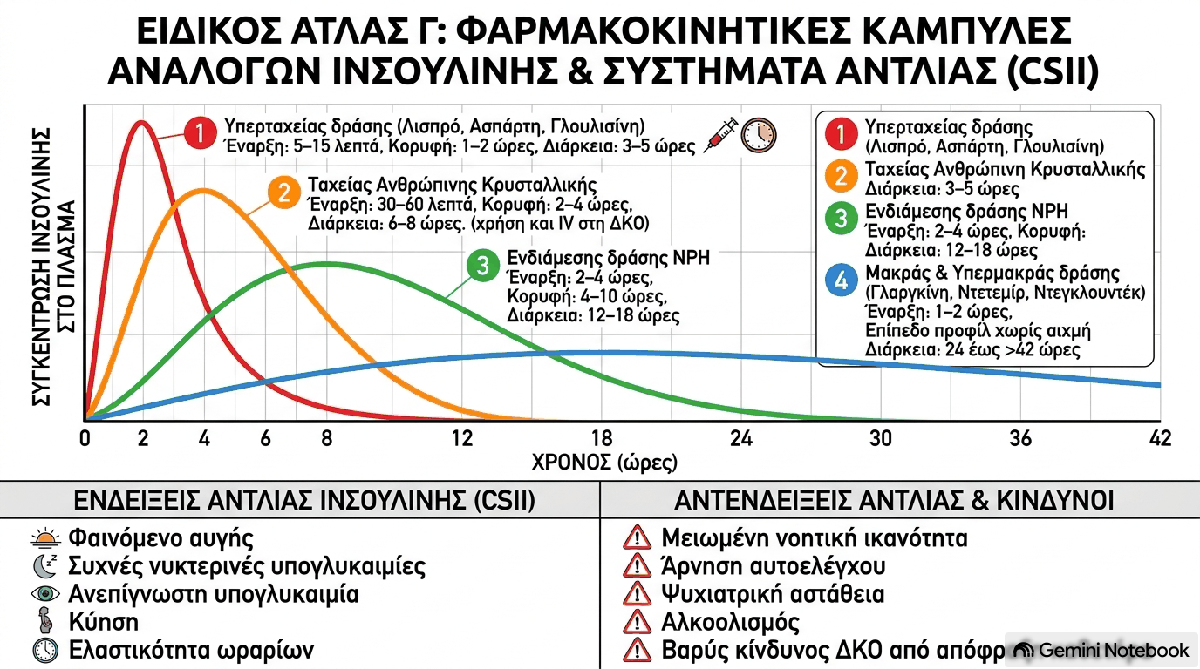 ΕΙΔΙΚΟΣ ΑΤΛΑΣ Γ: ΦΑΡΜΑΚΟΚΙΝΗΤΙΚΕΣ ΚΑΜΠΥΛΕΣ
ΑΝΑΛΟΓΩΝ ΙΝΣΟΥΛΙΝΗΣ & ΣΥΣΤΗΜΑΤΑ ΑΝΤΛΙΑΣ (CSII)
ΣΥΓΚΕΝΤΡΩΣΗ ΙΝΣΟΥΛΙΝΗΣ
ΣΤΟ ΠΛΑΣΜΑ
1 Υπερταχείας δράσης (Λισπρό, Ασπάρτη, Γλουλισίνη)
Έναρξη: 5–15 λεπτά, Κορυφή: 1–2 ώρες, Διάρκεια: 3–5 ώρες
2 Ταχείας Ανθρώπινης Κρυσταλλικής
Έναρξη: 30–60 λεπτά, Κορυφή: 2–4 ώρες,
Διάρκεια: 6–8 ώρες. (χρήση και IV στη ΔΚΟ)
3 Ενδιάμεσης δράσης NPH
Έναρξη: 2–4 ώρες,
Κορυφή: 4–10 ώρες,
Διάρκεια: 12–18 ώρες
1 Υπερταχείας δράσης
(Λισπρό, Ασπάρτη, Γλουλισίνη)
2 Ταχείας Ανθρώπινη Κρυσταλλικής
Διάρκεια: 3–5 ώρες
3 Ενδιάμεσης δράσης NPH
Έναρξη: 2–4 ώρες, Κορυφή:
Διάρκεια: 12–18 ώρες
4 Μακράς & Υπερμακράς δράσης
(Γλαργκίνη, Ντετεμίρ, Ντεγκλουντέκ)
Έναρξη: 1–2 ώρες,
Επίπεδο προφίλ χωρίς αιχμή
Διάρκεια: 24 έως >42 ώρες
0 2 4 6 8 12 18 24 30 36 42
ΧΡΟΝΟΣ (ώρες)
ΕΝΔΕΙΞΕΙΣ ΑΝΤΛΙΑΣ ΙΝΣΟΥΛΙΝΗΣ (CSII)
Φαινόμενο αυγής
Συχνές νυκτερινές υπογλυκαιμίες
Ανεπίγνωστη υπογλυκαιμία
Κύηση
Ελαστικότητα ωραρίων
ΑΝΤΕΝΔΕΙΞΕΙΣ ΑΝΤΛΙΑΣ & ΚΙΝΔΥΝΟΙ
Μειωμένη νοητική ικανότητα
Άρνηση αυτοελέγχου
Ψυχιατρική αστάθεια
Αλκοολισμός
Βαρύς κίνδυνος ΔΚΟ από
Gemini Notebook